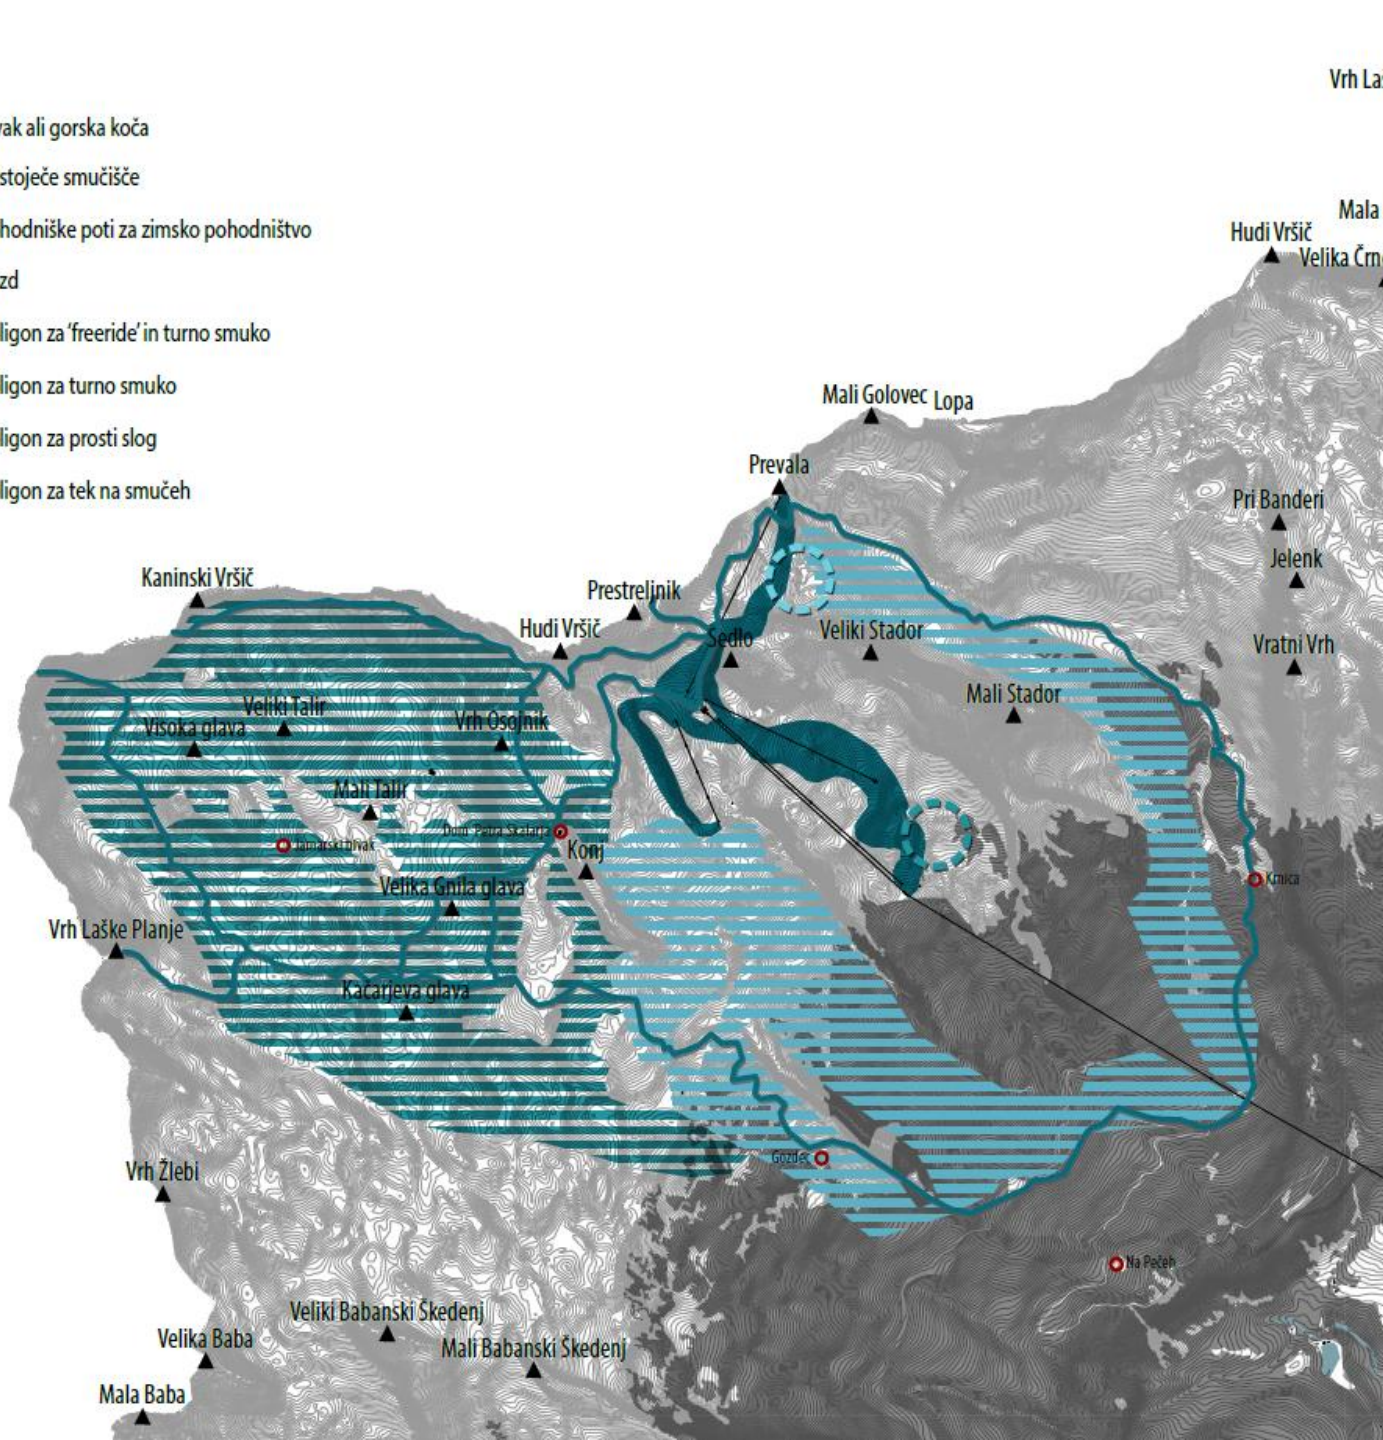 Vrh La
vak ali gorska koča
stoječe smučišče
Mala
hodniške poti za zimsko pohodništvo
Hudi Vršič
Velika Črn
zd
ligon za 'freeride' in turno smuko
ligon za turno smuko
Mali Golovec
Lopa
ligon za prosti slog
Prevala
ligon za tek na smučeh
Pri Banderi
Jelenk
Kaninski Vršič
Prestreljnik
Hudi Vršič
Sedlo
Veliki Stador
Vratni Vrh
Mali Stador
Veliki Talir
Visoka glava
Vrh Osojnik
Mali Talir
Dom Petra Skalarja
Jamarski bivak
Konj
Krnica
Velika Gnila glava
Vrh Laške Planje
Kačarjeva glava
Gozdec
Vrh Žlebi
Na Pečeh
Veliki Babanski Škedenj
Velika Baba
Mali Babanski Škedenj
Mala Baba